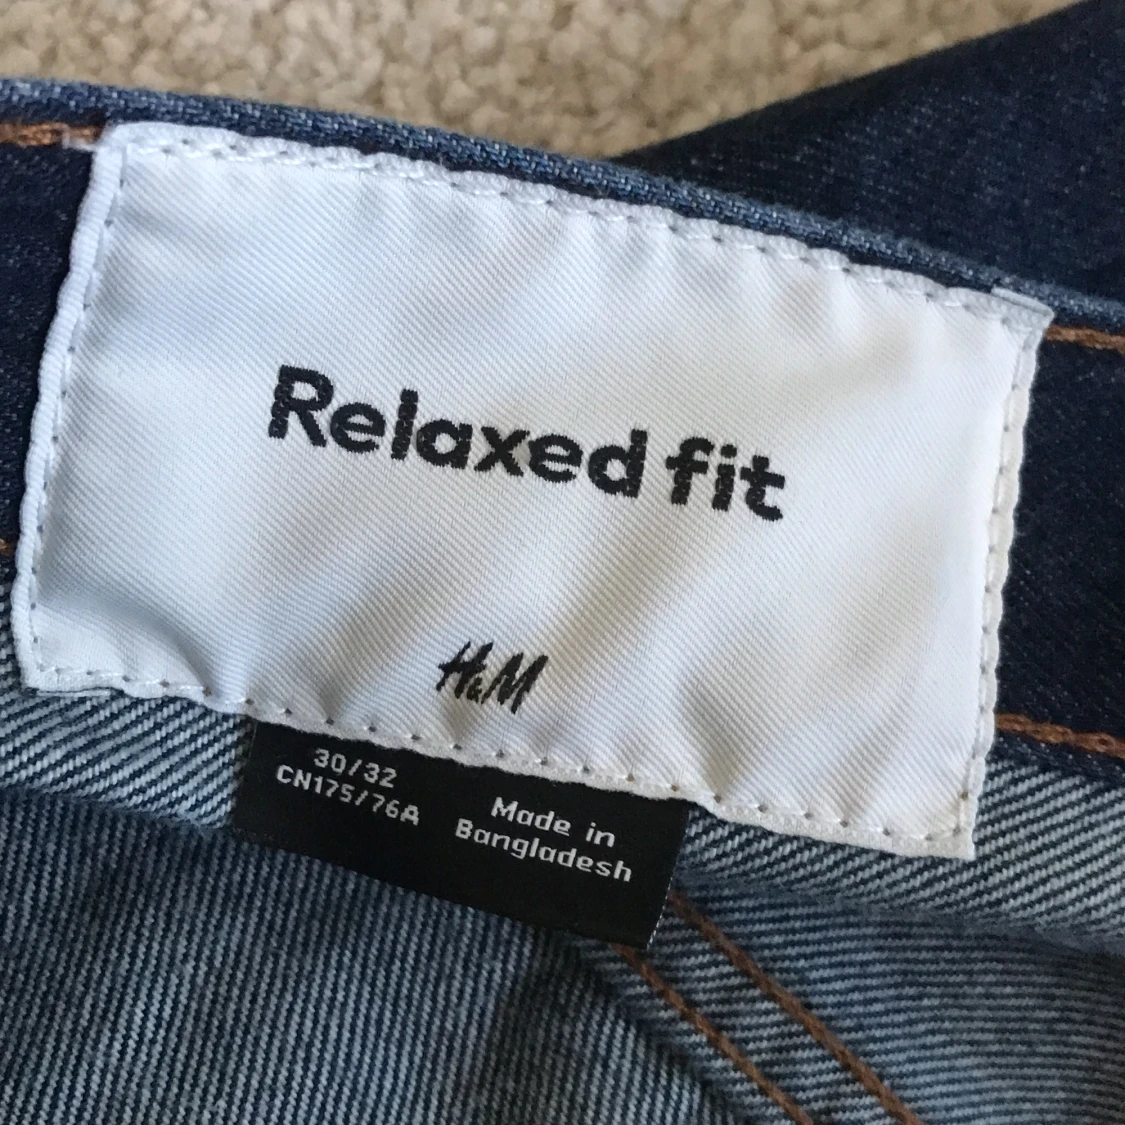 Relaxed fit
H&M
30/32
CN175/76A
Made in
Bangladesh